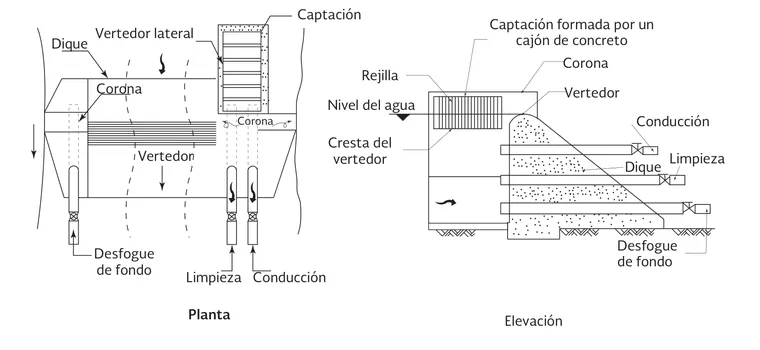 Captación
Vertedor lateral
Dique
Corona
Corona
Vertedor
Desfogue
de fondo
Limpieza
Conducción
Planta
Captación formada por un
cajón de concreto
Corona
Rejilla
Vertedor
Nivel del agua
Conducción
Cresta del
vertedor
Limpieza
Dique
Desfogue
de fondo
Elevación